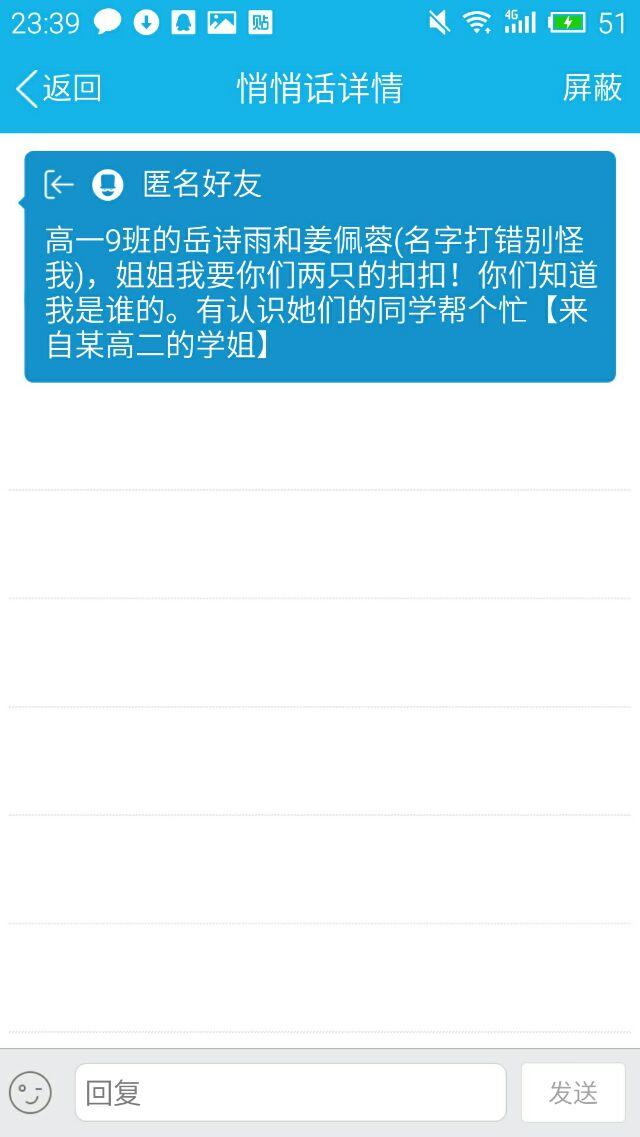 23:39 贴 4G 51
返回 悄悄话详情 屏蔽
匿名好友
高一9班的岳诗雨和姜佩蓉(名字打错别怪
我)，姐姐我要你们两只的扣扣！你们知道
我是谁的。有认识她们的同学帮个忙【来
自某高二的学姐】
回复 发送